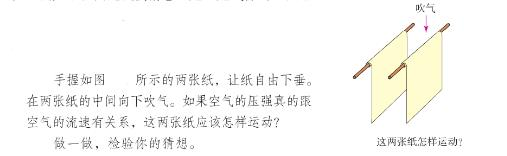 吹气
手握如图 所示的两张纸，让纸自由下垂。
在两张纸的中间向下吹气。如果空气的压强真的跟
空气的流速有关系，这两张纸应该怎样运动？
做一做，检验你的猜想。
这两张纸怎样运动？